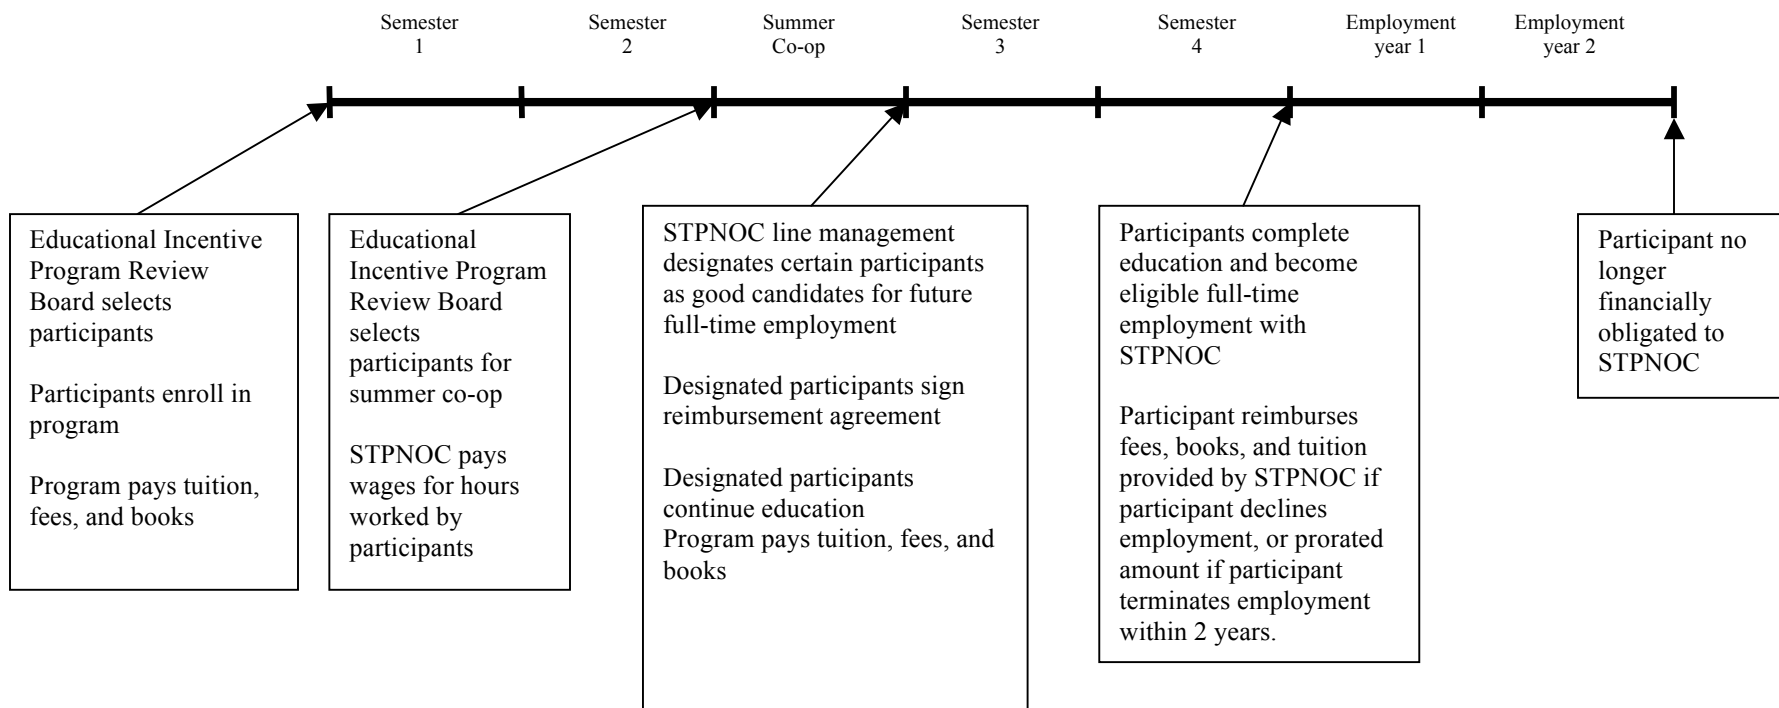 Semester
1
Semester
2
Summer
Co-op
Semester
3
Semester
4
Employment
year 1
Employment
year 2
Educational Incentive
Program Review
Board selects
participants
Participants enroll in
program
Program pays tuition,
fees, and books
Educational
Incentive Program
Review Board
selects
participants for
summer co-op
STPNOC pays
wages for hours
worked by
participants
STPNOC line management
designates certain participants
as good candidates for future
full-time employment
Designated participants sign
reimbursement agreement
Designated participants
continue education
Program pays tuition, fees, and
books
Participants complete
education and become
eligible full-time
employment with
STPNOC
Participant reimburses
fees, books, and tuition
provided by STPNOC if
participant declines
employment, or prorated
amount if participant
terminates employment
within 2 years.
Participant no
longer
financially
obligated to
STPNOC